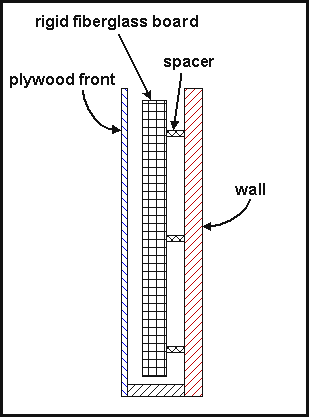 rigid fiberglass board
spacer
plywood front
wall